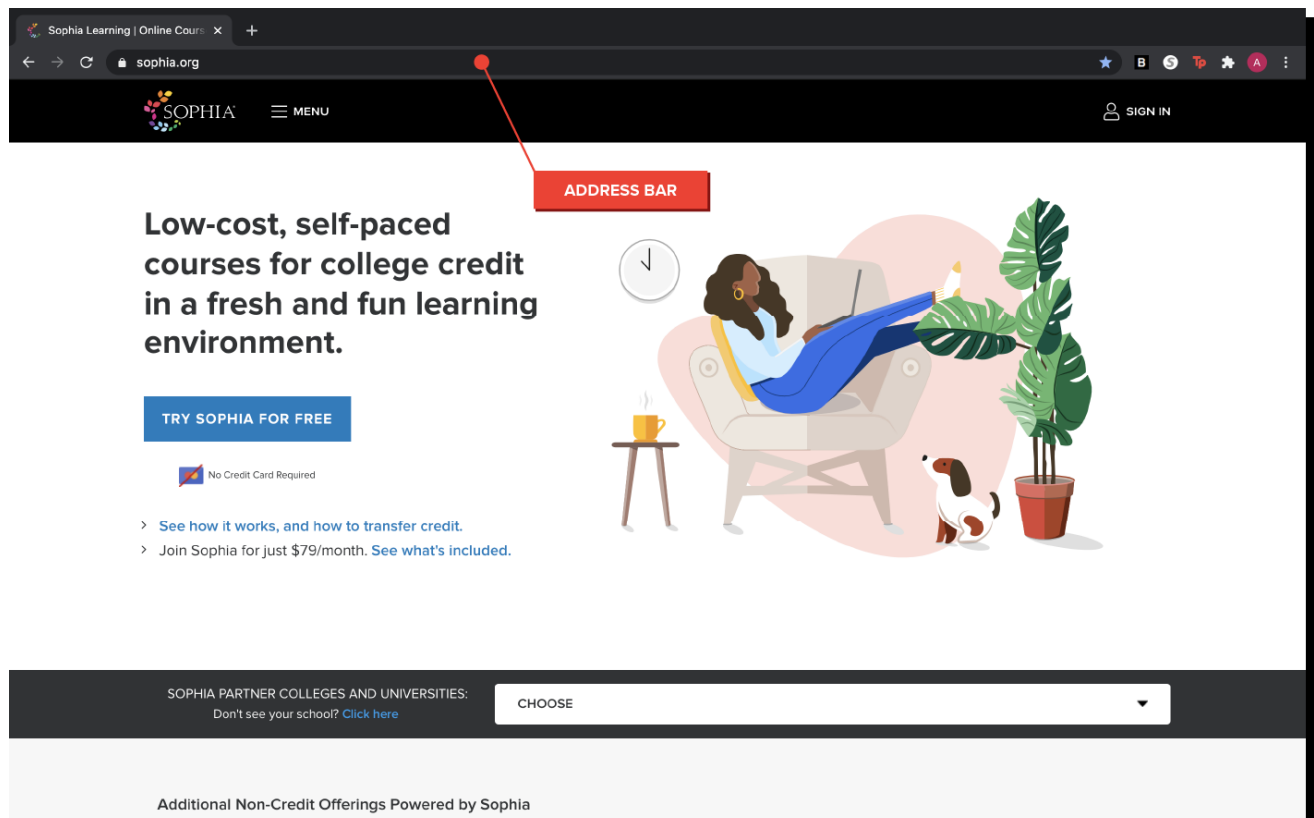 Sophia Learning | Online Cours
sophia.org
B S Tp A
SOPHIA
MENU
SIGN IN
ADDRESS BAR
Low-cost, self-paced
courses for college credit
in a fresh and fun learning
environment.
TRY SOPHIA FOR FREE
No Credit Card Required
See how it works, and how to transfer credit.
Join Sophia for just $79/month. See what's included.
SOPHIA PARTNER COLLEGES AND UNIVERSITIES:
Don't see your school? Click here
CHOOSE
Additional Non-Credit Offerings Powered by Sophia